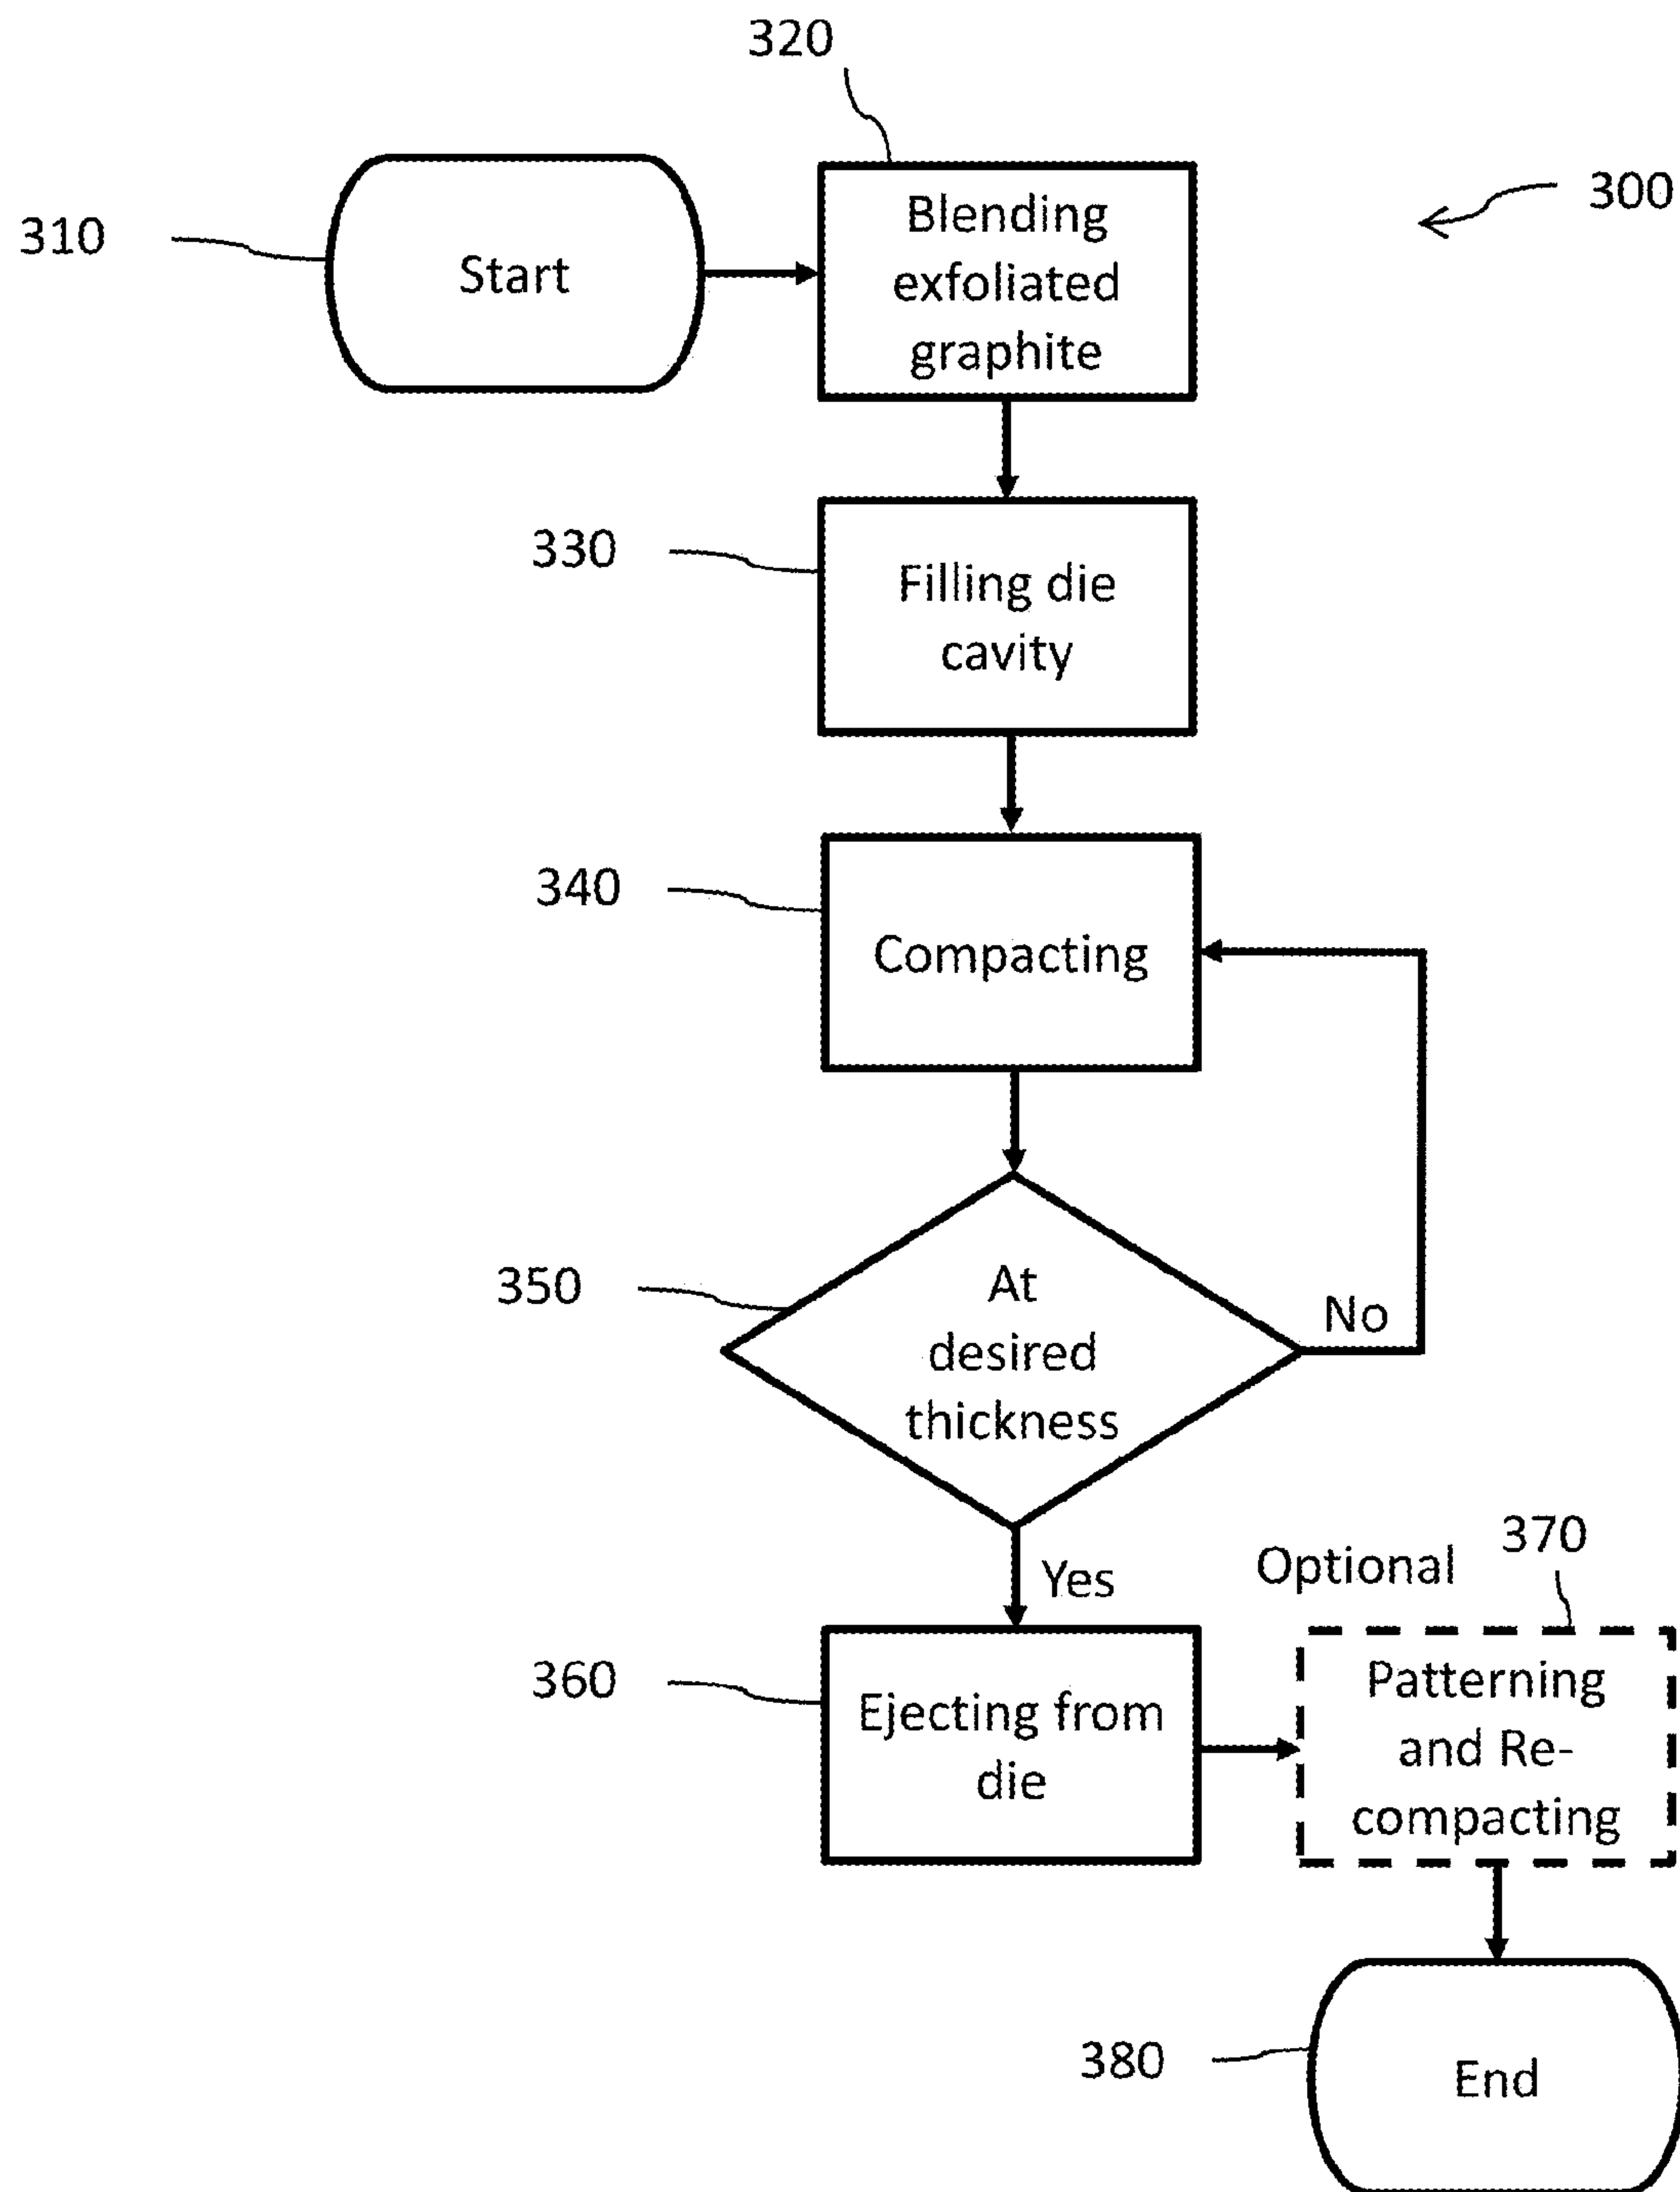 320
300
310
Start
Blending
exfoliated
graphite
330
Filling die
cavity
340
Compacting
350
At
desired
thickness
No
Yes
Optional
370
360
Ejecting from
die
Patterning
and Re-
compacting
380
End